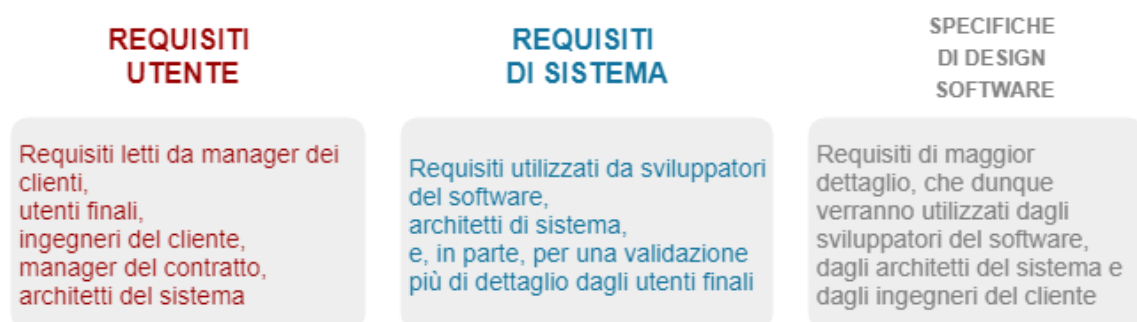 REQUISITI
UTENTE
Requisiti letti da manager dei
clienti,
utenti finali,
ingegneri del cliente,
manager del contratto,
architetti del sistema
REQUISITI
DI SISTEMA
Requisiti utilizzati da sviluppatori
del software,
architetti di sistema,
e, in parte, per una validazione
più di dettaglio dagli utenti finali
SPECIFICHE
DI DESIGN
SOFTWARE
Requisiti di maggior
dettaglio, che dunque
verranno utilizzati dagli
sviluppatori del software,
dagli architetti del sistema e
dagli ingegneri del cliente